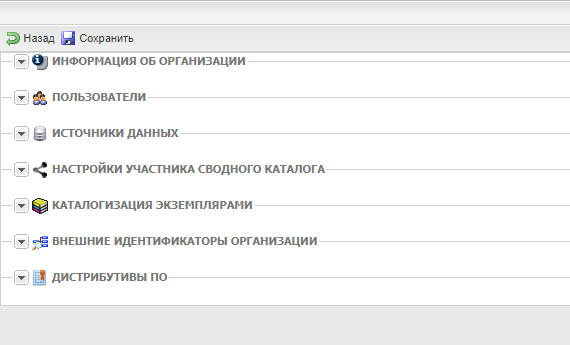 Назад Сохранить
ИНФОРМАЦИЯ ОБ ОРГАНИЗАЦИИ
ПОЛЬЗОВАТЕЛИ
ИСТОЧНИКИ ДАННЫХ
НАСТРОЙКИ УЧАСТНИКА СВОДНОГО КАТАЛОГА
КАТАЛОГИЗАЦИЯ ЭКЗЕМПЛЯРАМИ
ВНЕШНИЕ ИДЕНТИФИКАТОРЫ ОРГАНИЗАЦИИ
ДИСТРИБУТИВЫ ПО